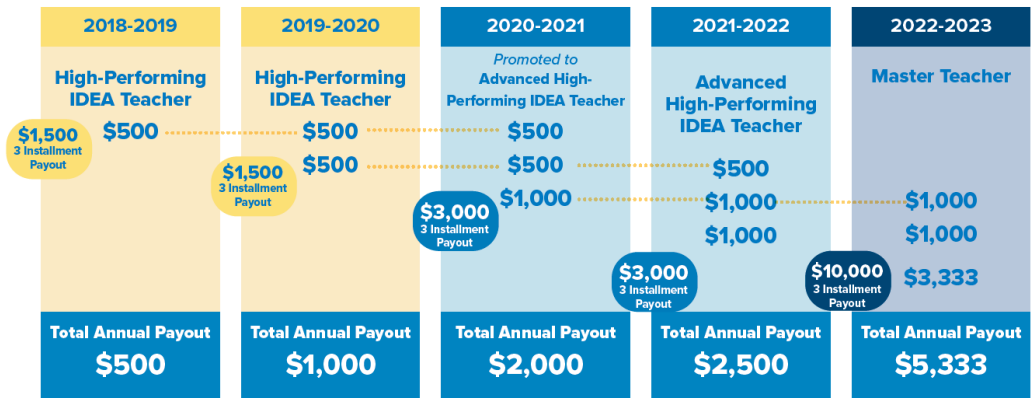 2018-2019
2019-2020
2020-2021
2021-2022
2022-2023
High-Performing
IDEA Teacher
High-Performing
IDEA Teacher
Promoted to
Advanced High-
Performing IDEA Teacher
Advanced
High-Performing
IDEA Teacher
Master Teacher
$1,500
3 Installment
Payout
$500
$500
$500
$1,500
3 Installment
Payout
$500
$500
$500
$3,000
3 Installment
Payout
$1,000
$1,000
$1,000
$3,000
3 Installment
Payout
$1,000
$1,000
$10,000
3 Installment
Payout
$3,333
Total Annual Payout
$500
Total Annual Payout
$1,000
Total Annual Payout
$2,000
Total Annual Payout
$2,500
Total Annual Payout
$5,333